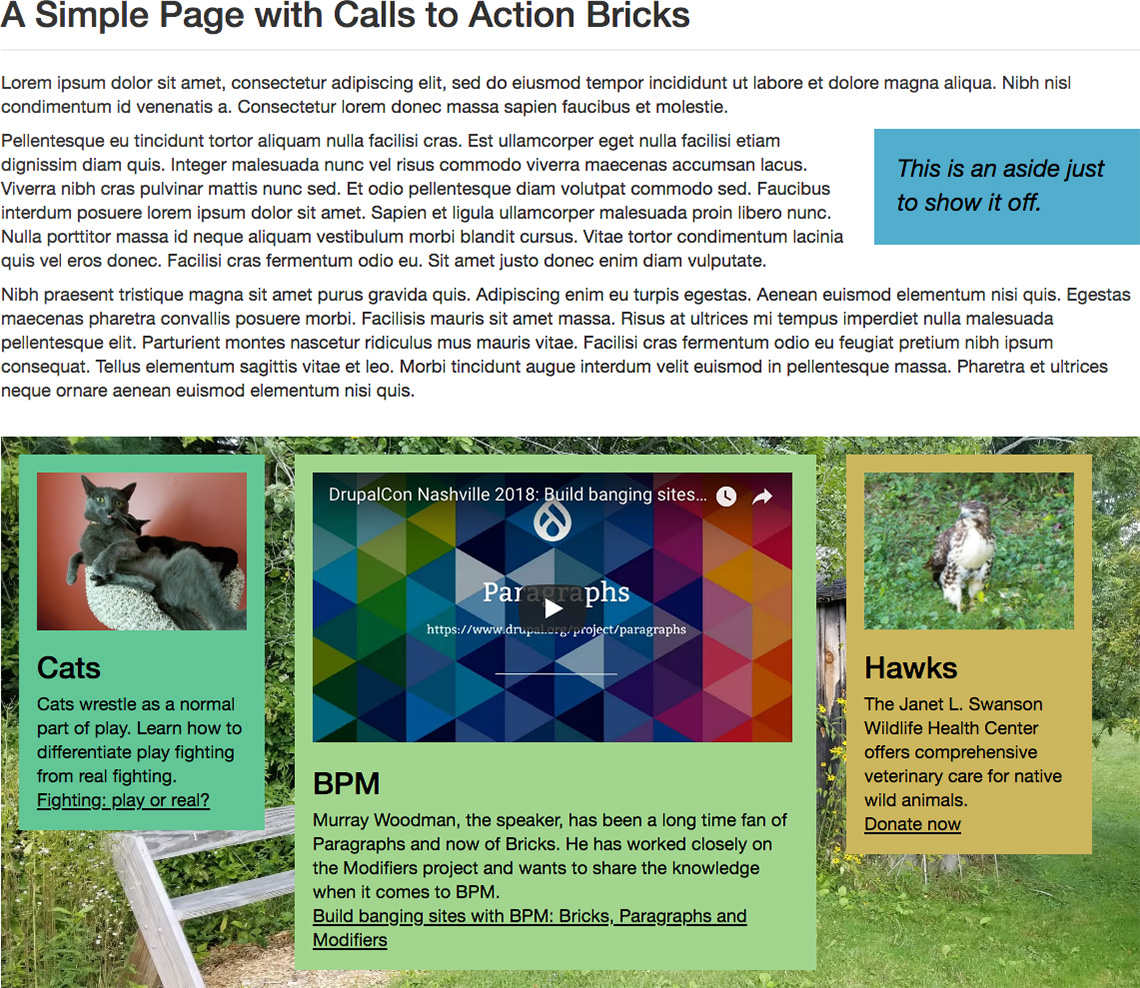 A Simple Page with Calls to Action Bricks
Lorem ipsum dolor sit amet, consectetur adipiscing elit, sed do eiusmod tempor incididunt ut labore et dolore magna aliqua. Nibh nisl
condimentum id venenatis a. Consectetur lorem donec massa sapien faucibus et molestie.
Pellentesque eu tincidunt tortor aliquam nulla facilisi cras. Est ullamcorper eget nulla facilisi etiam
dignissim diam quis. Integer malesuada nunc vel risus commodo viverra maecenas accumsan lacus.
Viverra nibh cras pulvinar mattis nunc sed. Et odio pellentesque diam volutpat commodo sed. Faucibus
interdum posuere lorem ipsum dolor sit amet. Sapien et ligula ullamcorper malesuada proin libero nunc.
Nulla porttitor massa id neque aliquam vestibulum morbi blandit cursus. Vitae tortor condimentum lacinia
quis vel eros donec. Facilisi cras fermentum odio eu. Sit amet justo donec enim diam vulputate.
This is an aside just
to show it off.
Nibh praesent tristique magna sit amet purus gravida quis. Adipiscing enim eu turpis egestas. Aenean euismod elementum nisi quis. Egestas
maecenas pharetra convallis posuere morbi. Facilisis mauris sit amet massa. Risus at ultrices mi tempus imperdiet nulla malesuada
pellentesque elit. Parturient montes nascetur ridiculus mus mauris vitae. Facilisi cras fermentum odio eu feugiat pretium nibh ipsum
consequat. Tellus elementum sagittis vitae et leo. Morbi tincidunt augue interdum velit euismod in pellentesque massa. Pharetra et ultrices
neque ornare aenean euismod elementum nisi quis.
Cats
Cats wrestle as a normal
part of play. Learn how to
differentiate play fighting
from real fighting.
Fighting: play or real?
DrupalCon Nashville 2018: Build banging sites...
Paragraphs
https://www.drupal.org/project/paragraphs
BPM
Murray Woodman, the speaker, has been a long time fan of
Paragraphs and now of Bricks. He has worked closely on
the Modifiers project and wants to share the knowledge
when it comes to BPM.
Build banging sites with BPM: Bricks, Paragraphs and
Modifiers
Hawks
The Janet L. Swanson
Wildlife Health Center
offers comprehensive
veterinary care for native
wild animals.
Donate now